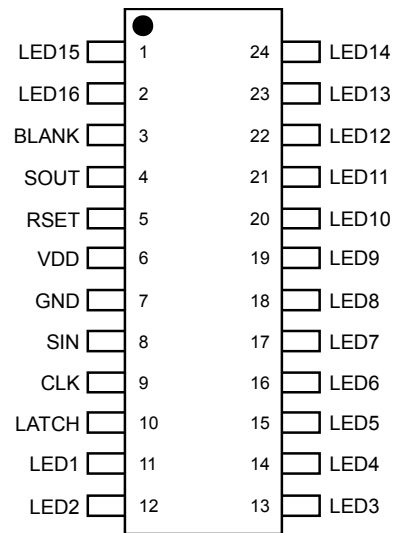 LED15 1 24 LED14
LED16 2 23 LED13
BLANK 3 22 LED12
SOUT 4 21 LED11
RSET 5 20 LED10
VDD 6 19 LED9
GND 7 18 LED8
SIN 8 17 LED7
CLK 9 16 LED6
LATCH 10 15 LED5
LED1 11 14 LED4
LED2 12 13 LED3